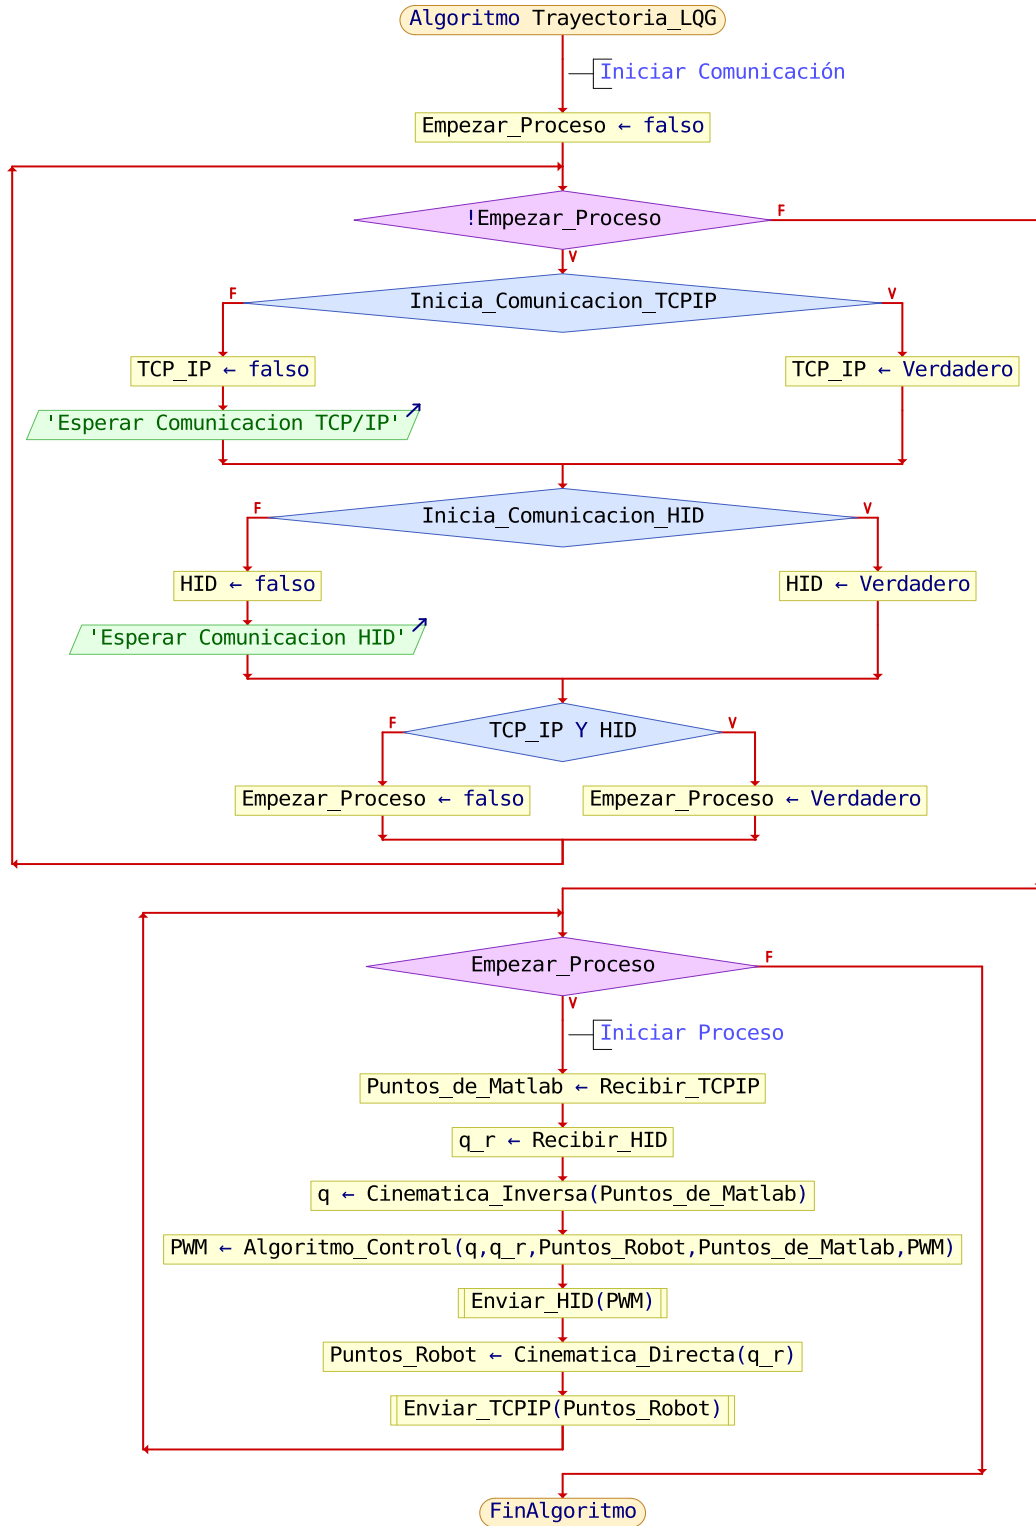 Algoritmo Trayectoria_LQG
Iniciar Comunicación
Empezar_Proceso ← falso
!Empezar_Proceso
F
V
Inicia_Comunicacion_TCPIP
F
V
TCP_IP ← falso
TCP_IP ← Verdadero
'Esperar Comunicacion TCP/IP'
Inicia_Comunicacion_HID
F
V
HID ← falso
HID ← Verdadero
'Esperar Comunicacion HID'
TCP_IP Y HID
F
V
Empezar_Proceso ← falso
Empezar_Proceso ← Verdadero
Empezar_Proceso
F
V
Iniciar Proceso
Puntos_de_Matlab ← Recibir_TCPIP
q_r ← Recibir_HID
q ← Cinematica_Inversa(Puntos_de_Matlab)
PWM ← Algoritmo_Control(q,q_r,Puntos_Robot,Puntos_de_Matlab,PWM)
Enviar_HID(PWM)
Puntos_Robot ← Cinematica_Directa(q_r)
Enviar_TCPIP(Puntos_Robot)
FinAlgoritmo